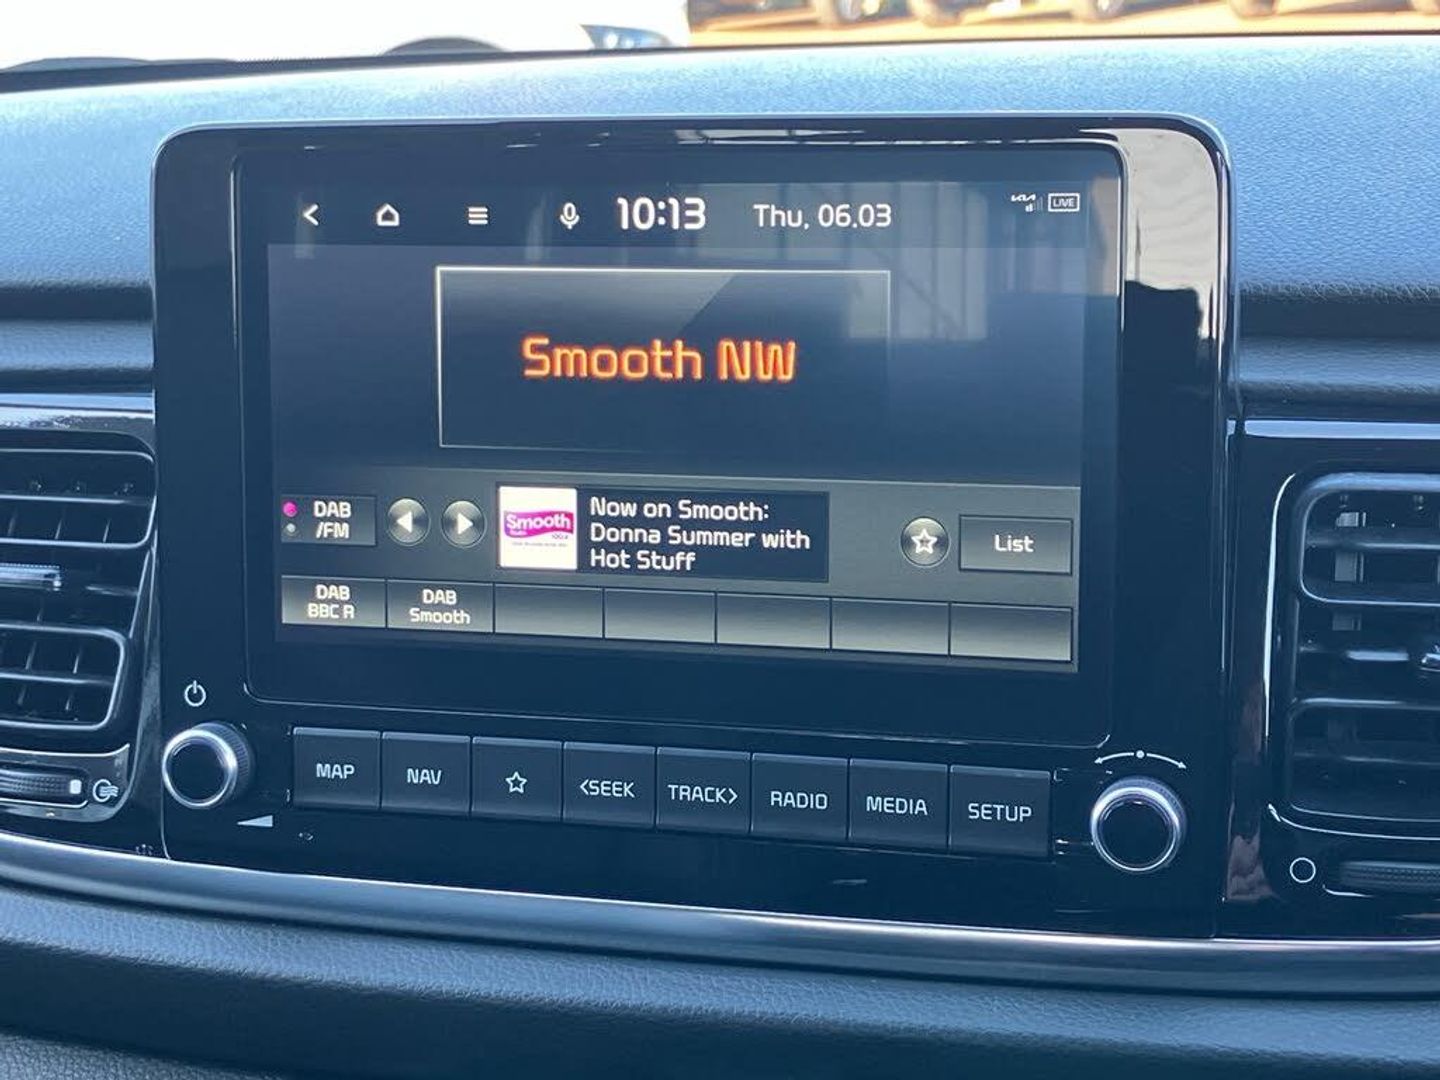 10:13 Thu, 06.03
LIVE
Smooth NW
DAB
/FM
Smooth
Now on Smooth:
Donna Summer with
Hot Stuff
List
DAB
BBC R
DAB
Smooth
MAP NAV <SEEK TRACK> RADIO MEDIA SETUP